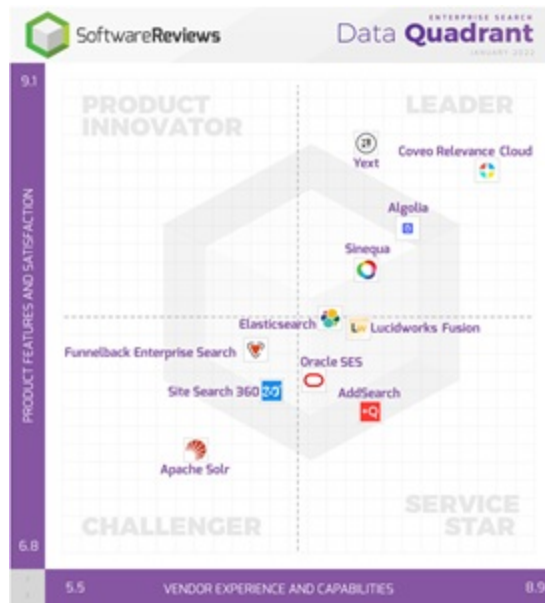 SoftwareReviews
ENTERPRISE SEARCH
Data Quadrant
JANUARY 2022
9.1
PRODUCT
INNOVATOR
LEADER
Yext
Coveo Relevance Cloud
Algolia
Sinequa
PRODUCT FEATURES AND SATISFACTION
Elasticsearch
Lucidworks Fusion
Funnelback Enterprise Search
Oracle SES
Site Search 360
AddSearch
Apache Solr
CHALLENGER
SERVICE
STAR
6.8
5.5
VENDOR EXPERIENCE AND CAPABILITIES
8.9